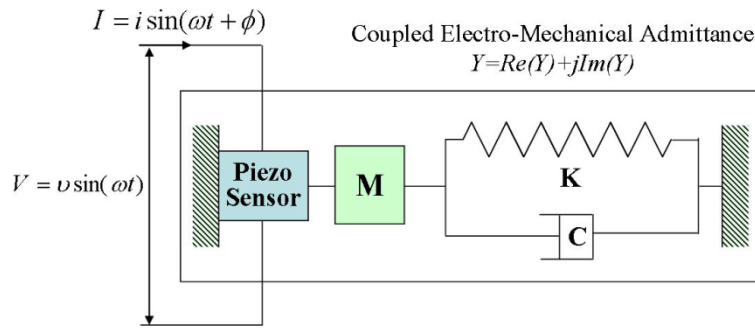 I = i sin(ωt + ϕ)
Coupled Electro-Mechanical Admittance
Y=Re(Y)+jIm(Y)
V = υ sin(ωt)
Piezo
Sensor
M
K
C